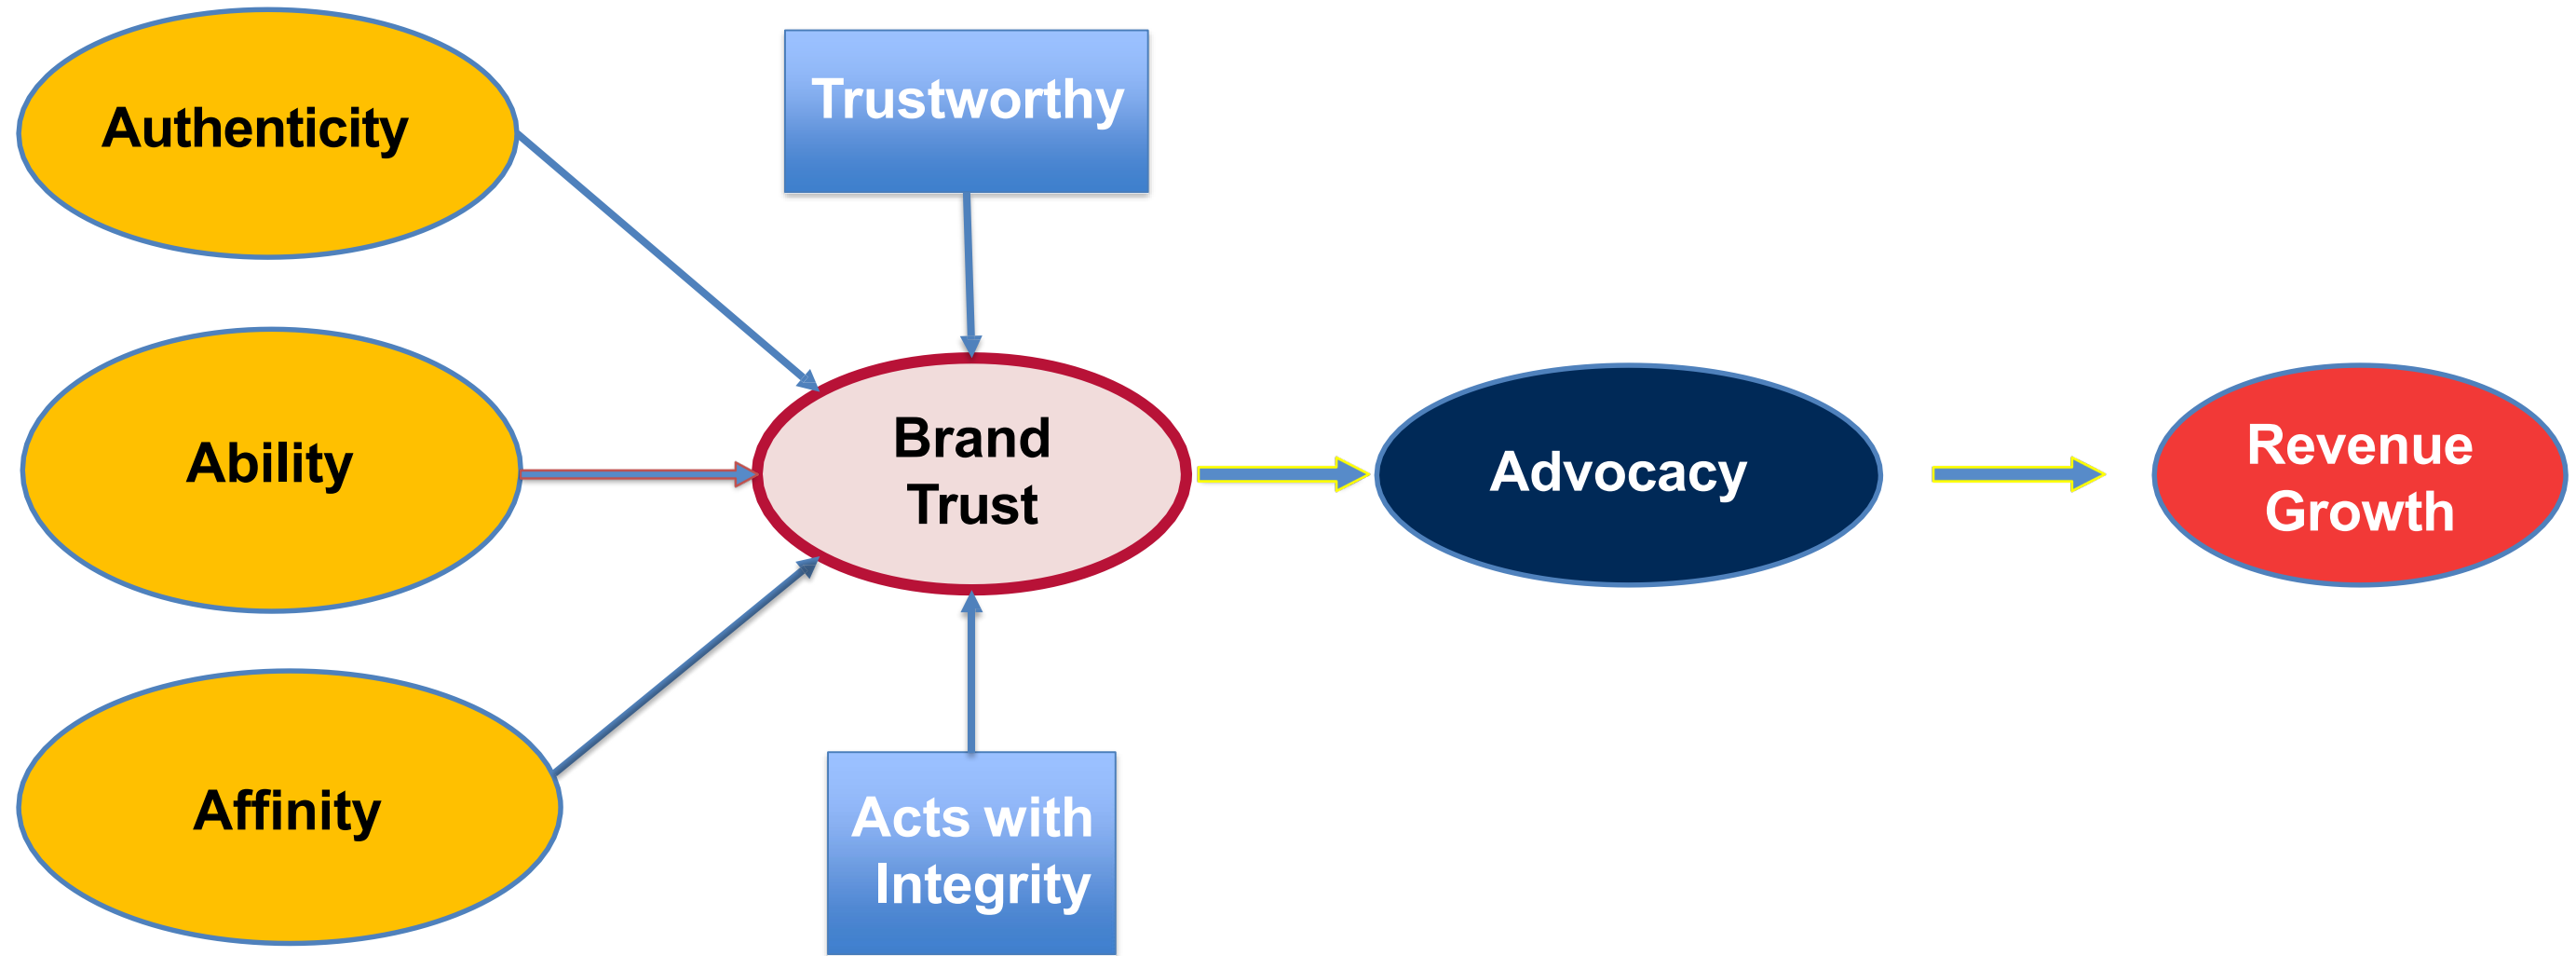 Authenticity
Trustworthy
Ability
Brand
Trust
Advocacy
Revenue
Growth
Affinity
Acts with
Integrity